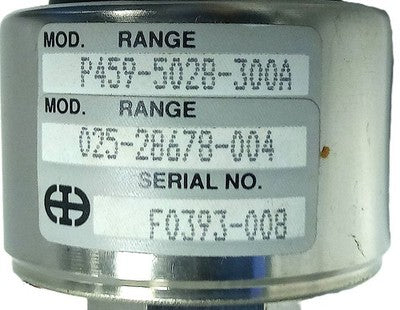 MOD. RANGE
P459-5028-300A
MOD. RANGE
025-28678-004
SERIAL NO.
F0393-008